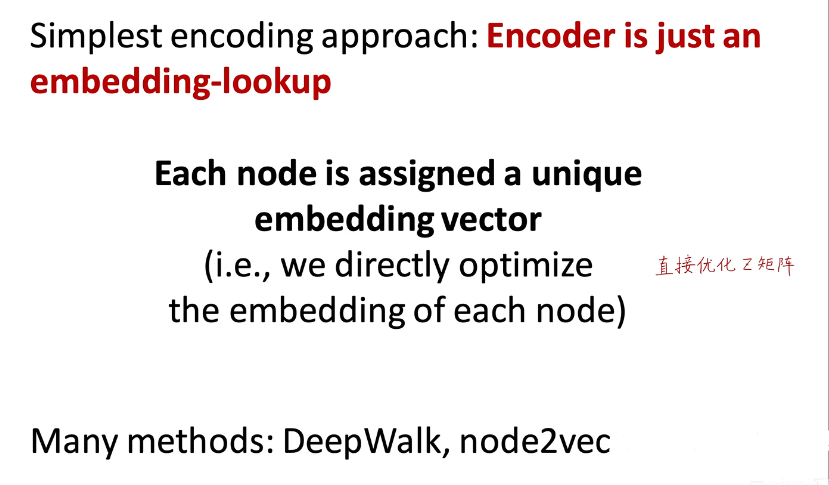 Simplest encoding approach: Encoder is just an
embedding-lookup
Each node is assigned a unique
embedding vector
(i.e., we directly optimize
the embedding of each node)
直接优化 Z 矩阵
Many methods: DeepWalk, node2vec